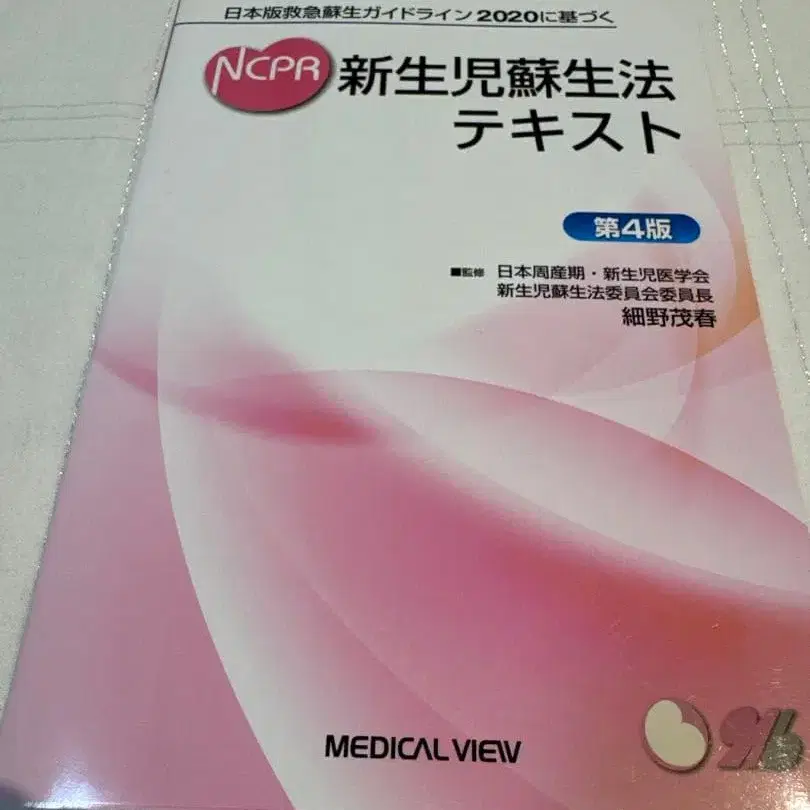 日本版救急蘇生ガイドライン2020に基づく
NCPR
新生児蘇生法
テキスト
第4版
■監修 日本周産期・新生児医学会
新生児蘇生法委員会委員長
細野茂春
MEDICAL VIEW